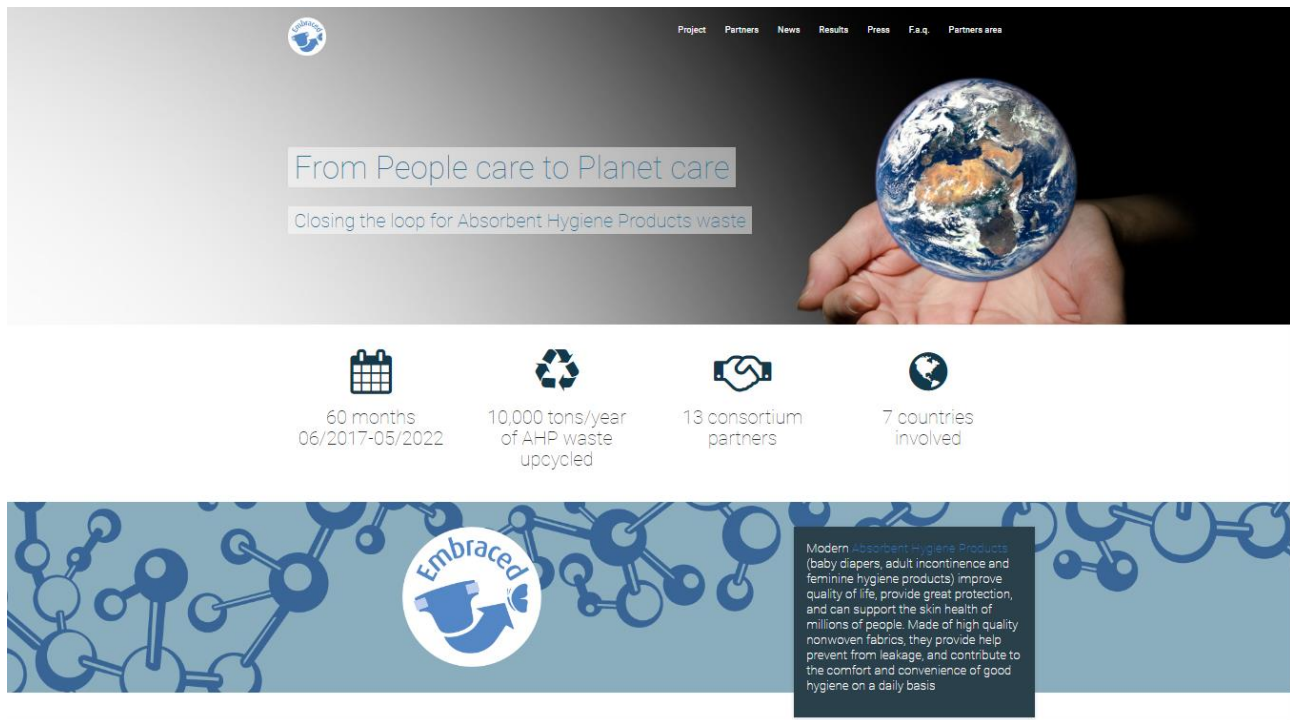 Embraced
Project Partners News Results Press F.a.q. Partners area
From People care to Planet care
Closing the loop for Absorbent Hygiene Products waste
60 months
06/2017-05/2022
10,000 tons/year
of AHP waste
upcycled
13 consortium
partners
7 countries
involved
Embraced
Modern Absorbent Hygiene Products
(baby diapers, adult incontinence and
feminine hygiene products) improve
quality of life, provide great protection,
and can support the skin health of
millions of people. Made of high quality
nonwoven fabrics, they provide help
prevent from leakage, and contribute to
the comfort and convenience of good
hygiene on a daily basis